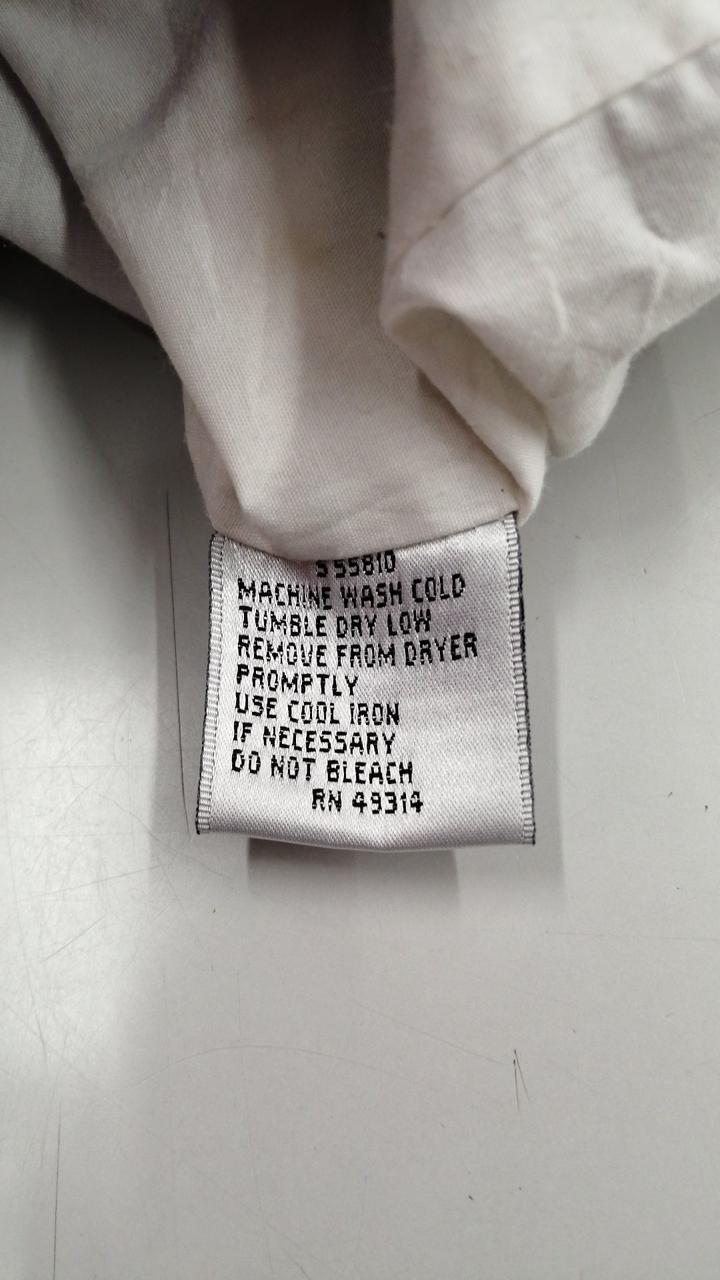 S 55810
MACHINE WASH COLD
TUMBLE DRY LOW
REMOVE FROM DRYER
PROMPTLY
USE COOL IRON
IF NECESSARY
DO NOT BLEACH
RN 49314